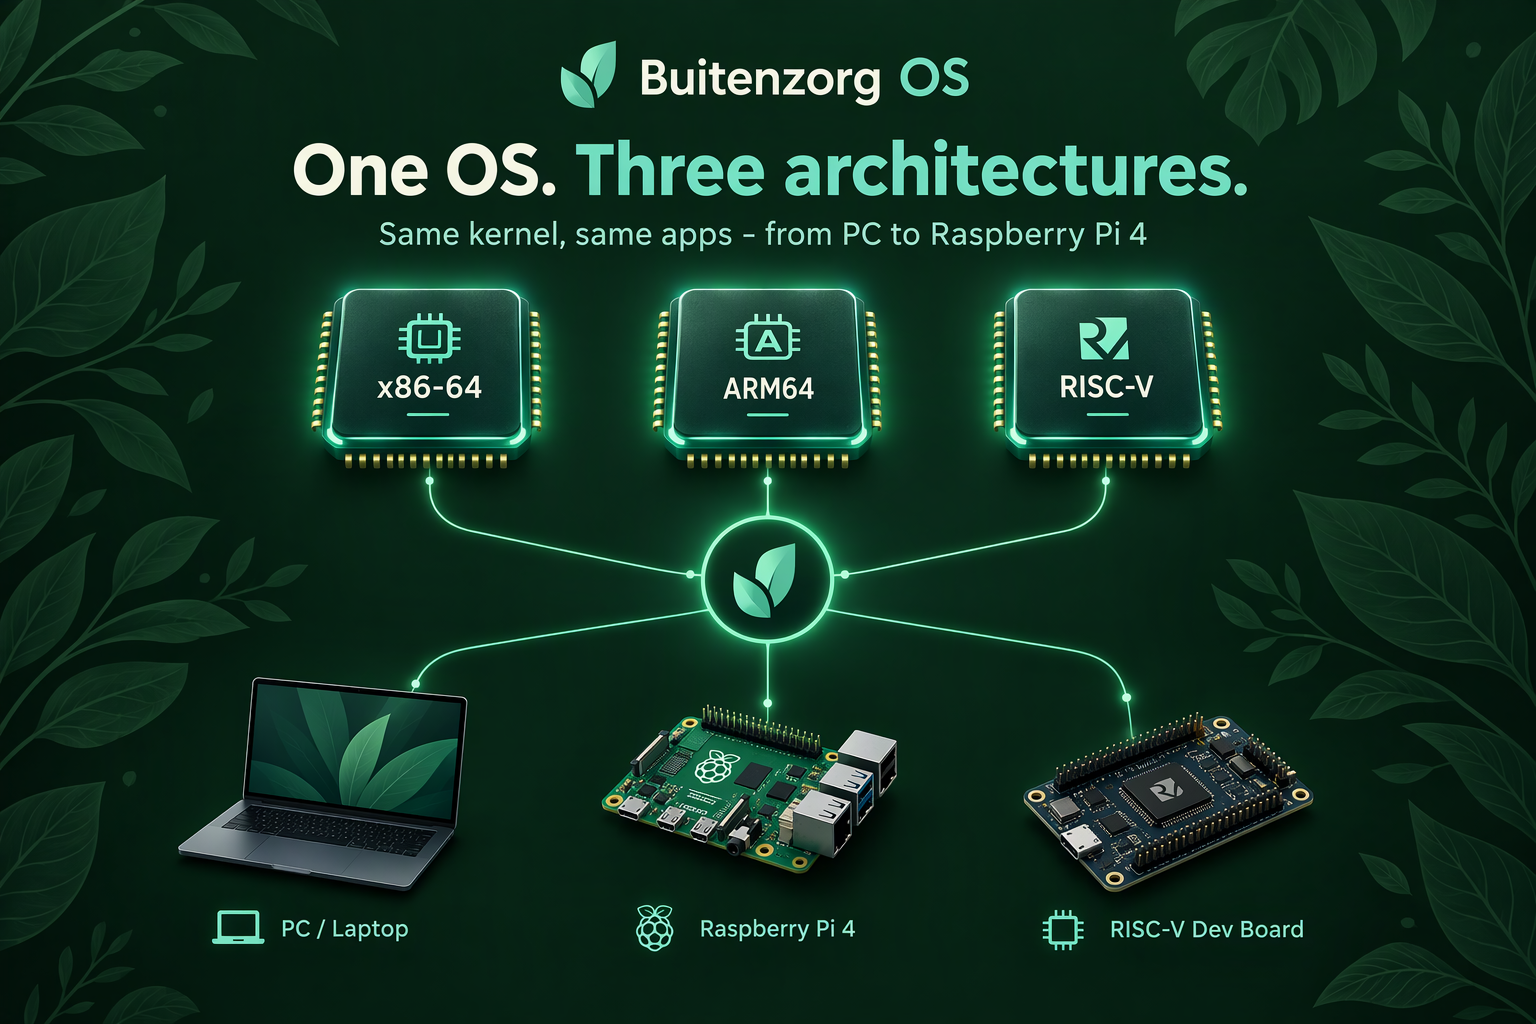 Buitenzorg OS
One OS. Three architectures.
Same kernel, same apps - from PC to Raspberry Pi 4
x86-64
ARM64
RISC-V
PC / Laptop
Raspberry Pi 4
RISC-V Dev Board